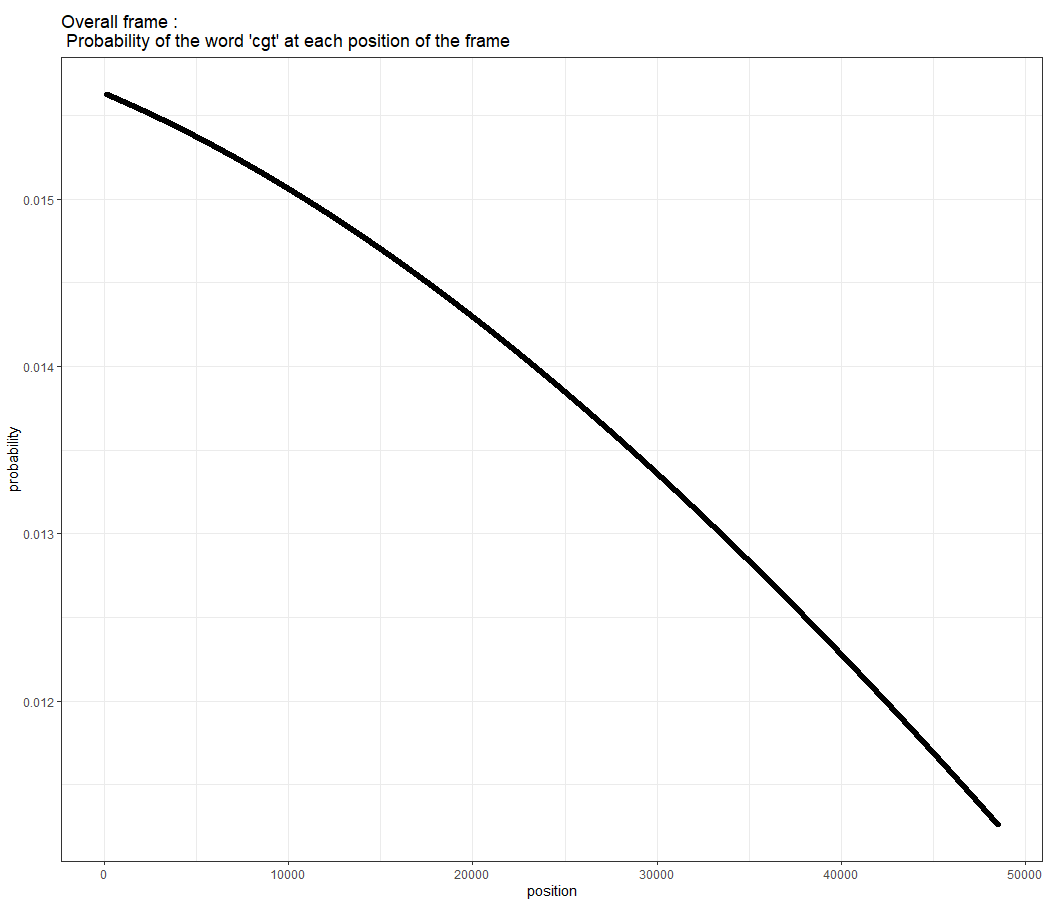 Overall frame :
Probability of the word 'cgt' at each position of the frame
0.015
0.014
0.013
0.012
probability
0
10000
20000
30000
40000
50000
position